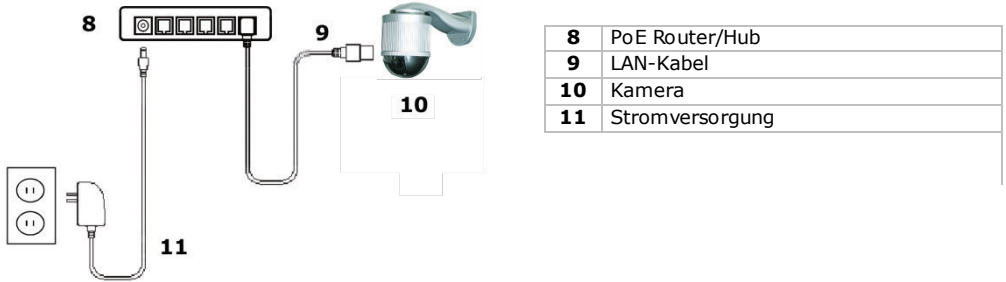 8
9
10
11
8 PoE Router/Hub
9 LAN-Kabel
10 Kamera
11 Stromversorgung